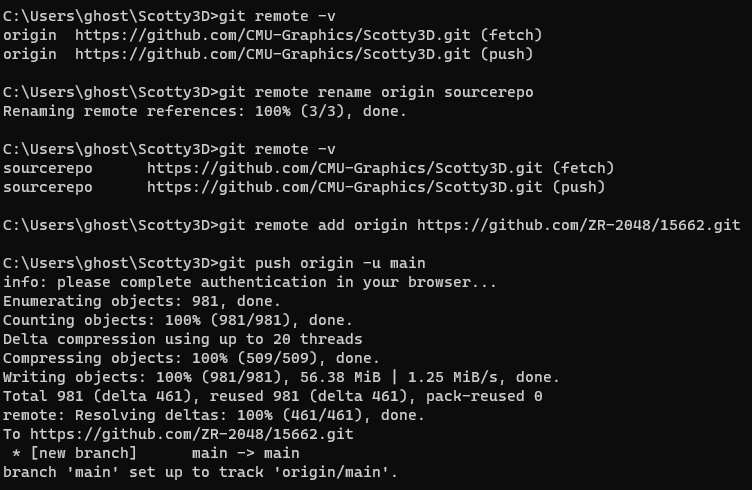 C:\Users\ghost\Scotty3D>git remote -v
origin  https://github.com/CMU-Graphics/Scotty3D.git (fetch)
origin  https://github.com/CMU-Graphics/Scotty3D.git (push)
C:\Users\ghost\Scotty3D>git remote rename origin sourcerepo
Renaming remote references: 100% (3/3), done.
C:\Users\ghost\Scotty3D>git remote -v
sourcerepo      https://github.com/CMU-Graphics/Scotty3D.git (fetch)
sourcerepo      https://github.com/CMU-Graphics/Scotty3D.git (push)
C:\Users\ghost\Scotty3D>git remote add origin https://github.com/ZR-2048/15662.git
C:\Users\ghost\Scotty3D>git push origin -u main
info: please complete authentication in your browser...
Enumerating objects: 981, done.
Counting objects: 100% (981/981), done.
Delta compression using up to 20 threads
Compressing objects: 100% (509/509), done.
Writing objects: 100% (981/981), 56.38 MiB | 1.25 MiB/s, done.
Total 981 (delta 461), reused 981 (delta 461), pack-reused 0
remote: Resolving deltas: 100% (461/461), done.
To https://github.com/ZR-2048/15662.git
 * [new branch]      main -> main
branch 'main' set up to track 'origin/main'.